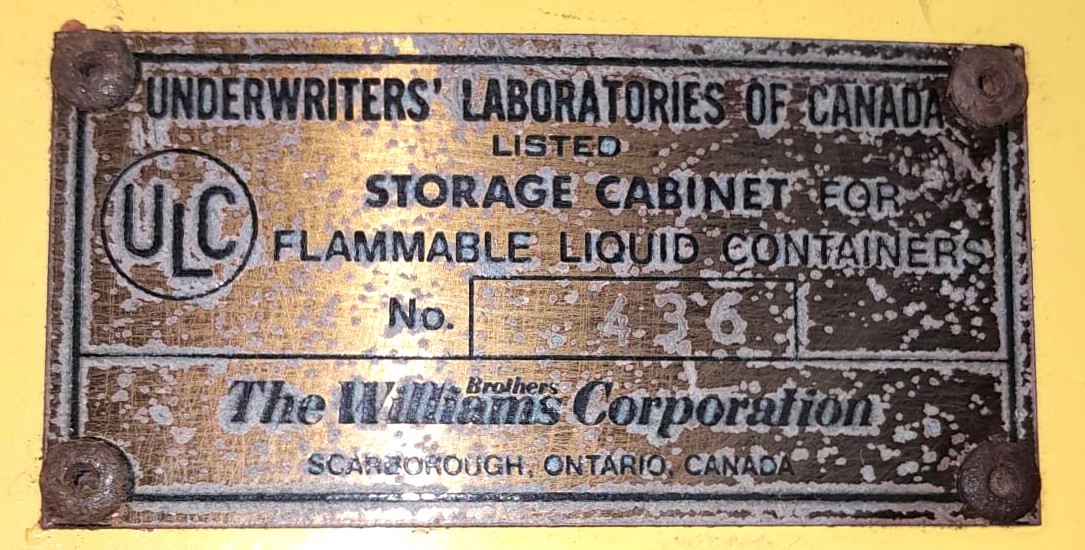 UNDERWRITERS' LABORATORIES OF CANADA
LISTED
ULC
STORAGE CABINET FOR
FLAMMABLE LIQUID CONTAINERS
No. 436
The Williams Brothers Corporation
SCARBOROUGH, ONTARIO, CANADA